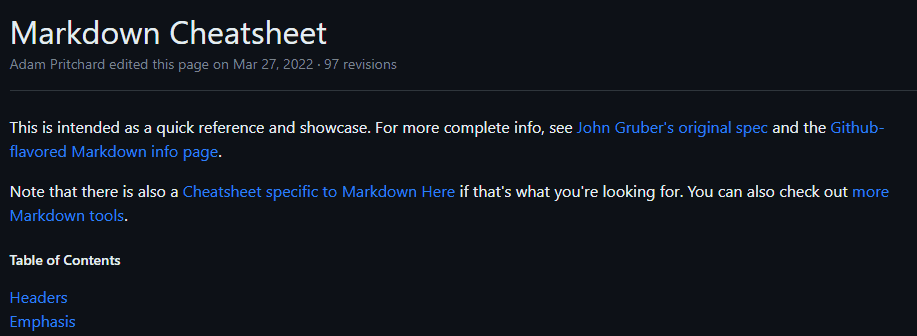 Markdown Cheatsheet
Adam Pritchard edited this page on Mar 27, 2022 · 97 revisions
This is intended as a quick reference and showcase. For more complete info, see John Gruber's original spec and the Github-
flavored Markdown info page.
Note that there is also a Cheatsheet specific to Markdown Here if that's what you're looking for. You can also check out more
Markdown tools.
Table of Contents
Headers
Emphasis